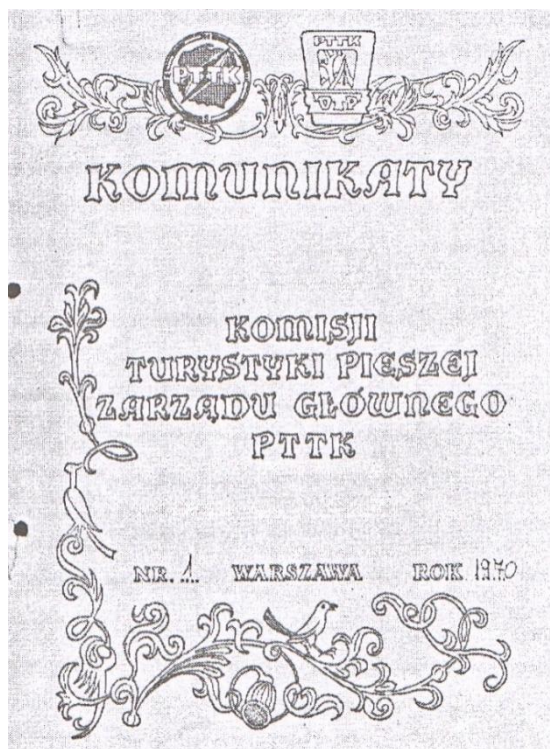 PTTK
PTTK
O.T.P
KOMUNIKATY
KOMISJI
TURYSTYKI PIESZEJ
ZARZĄDU GŁÓWNEGO
PTTK
NR. 1 WARSZAWA ROK 1970